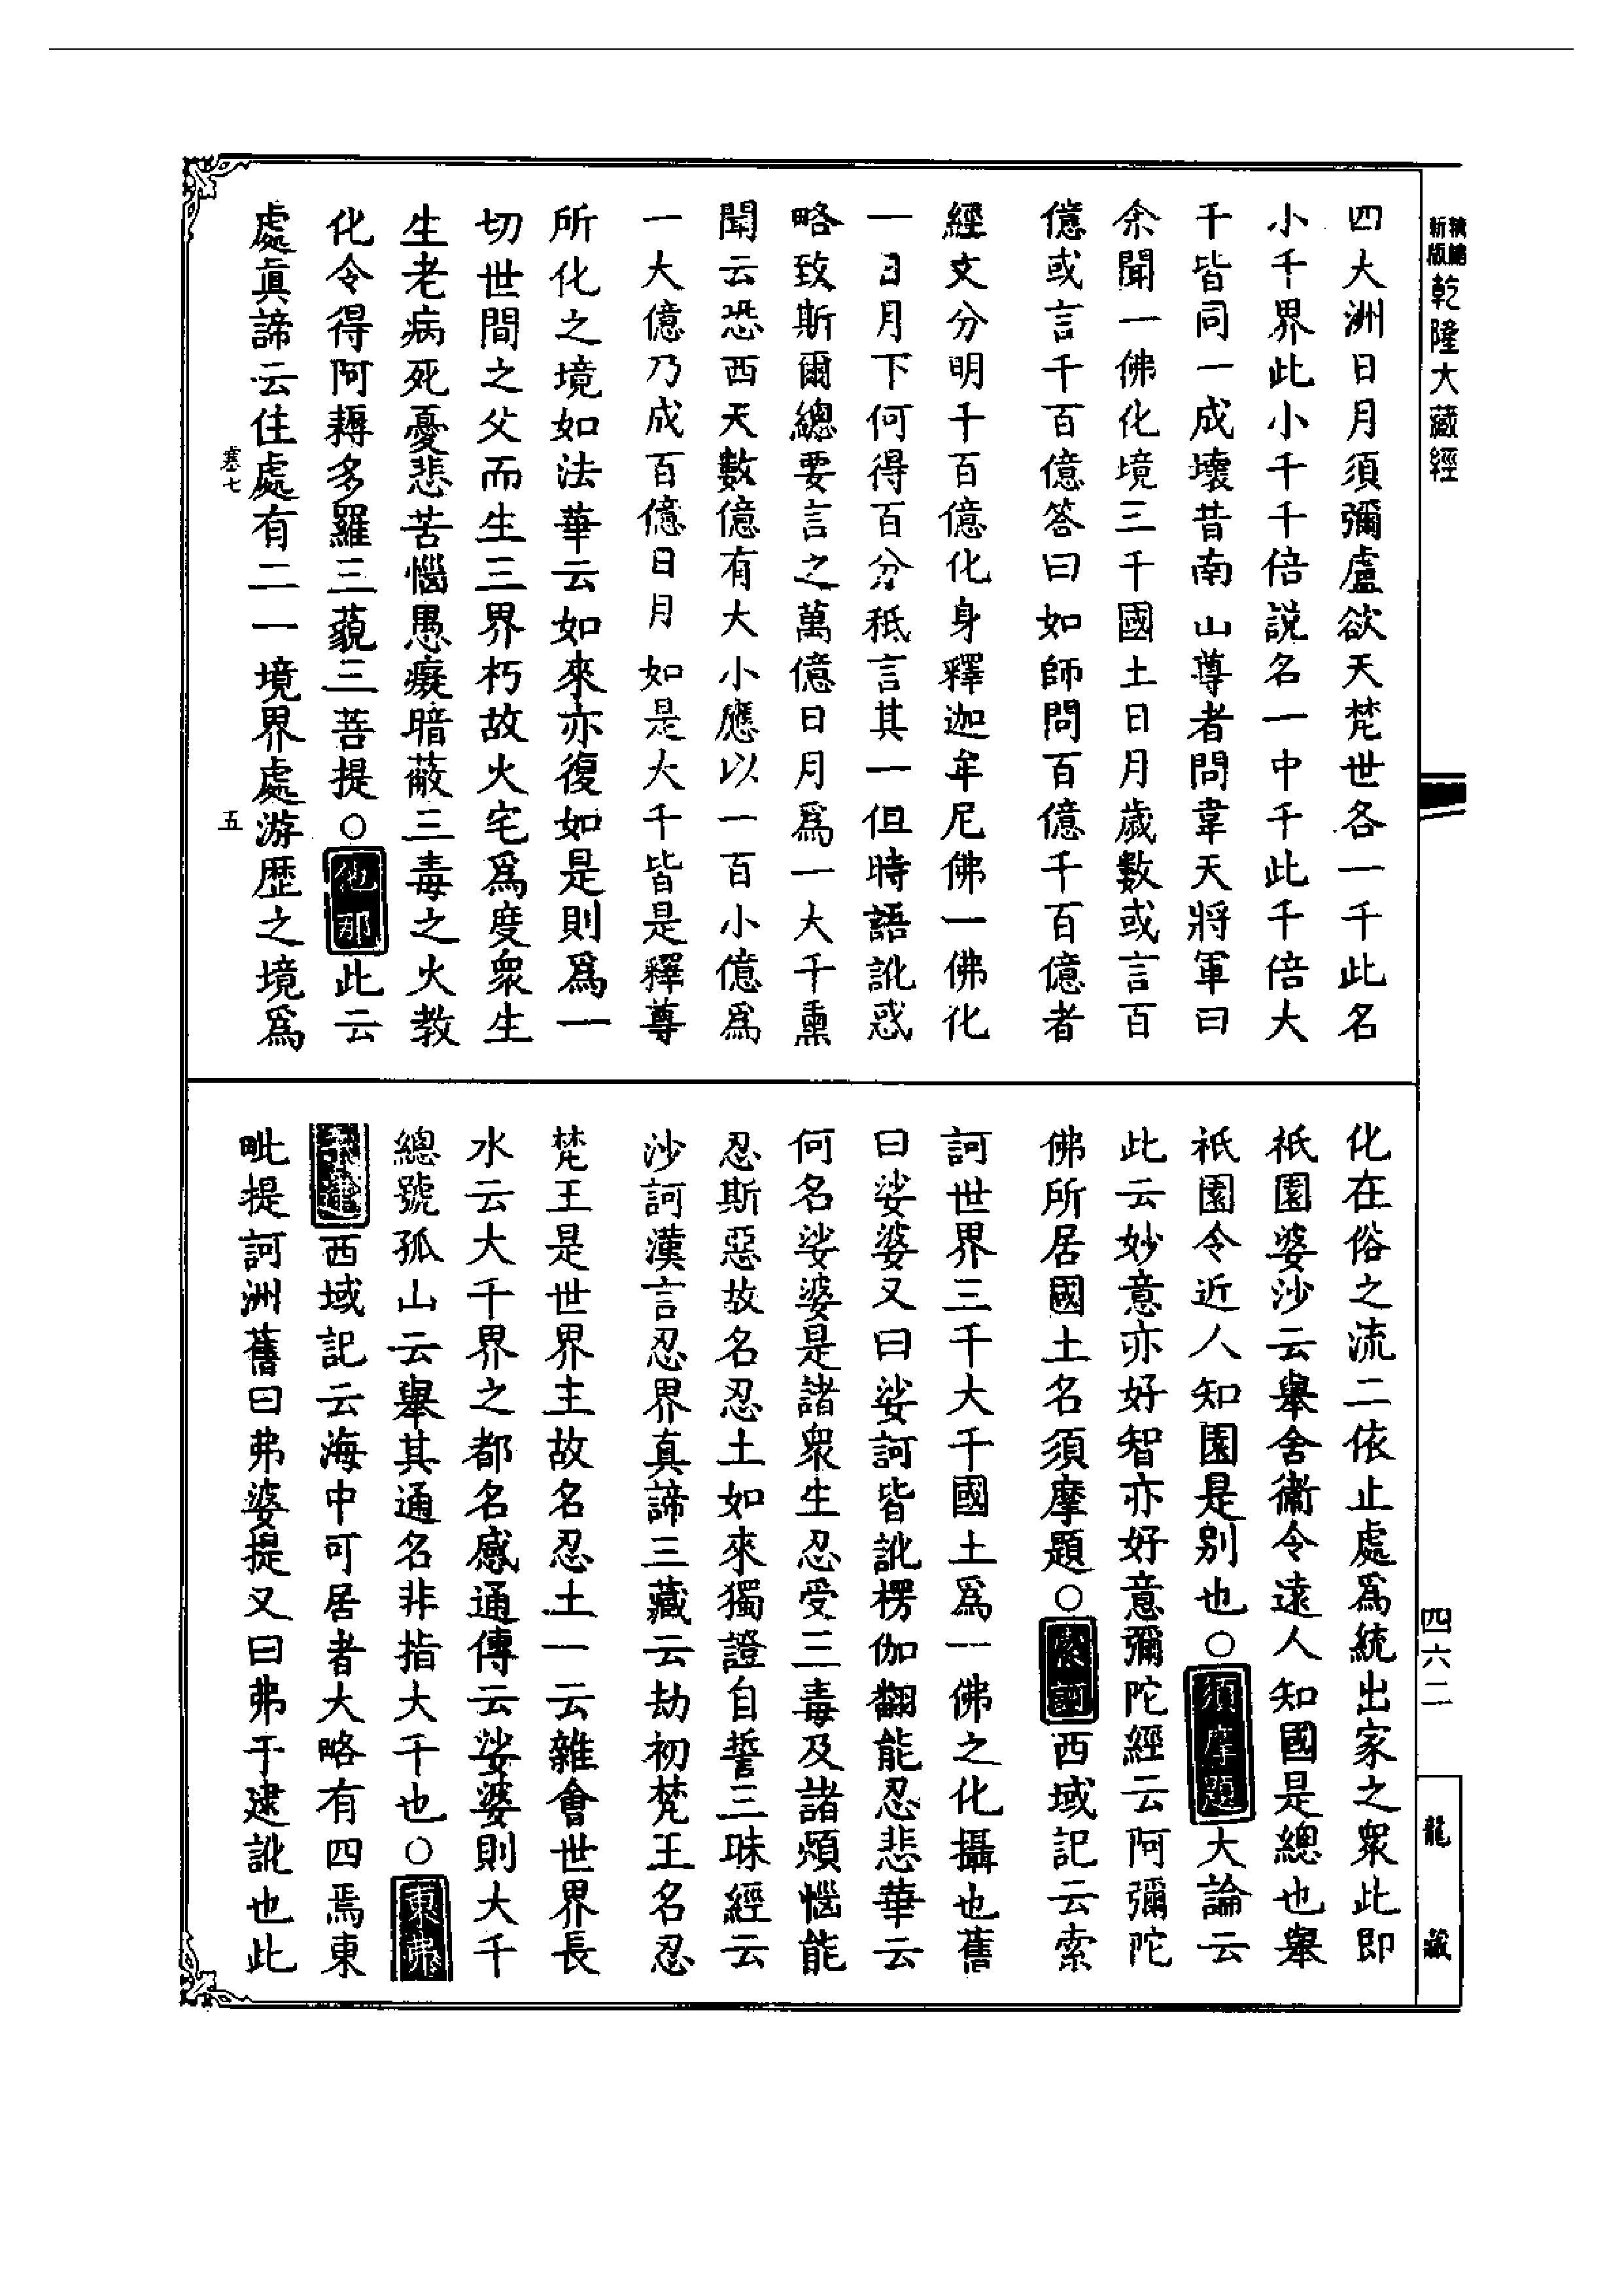 新版精縮乾隆大藏經
四大洲日月須彌盧欲天梵世各一千此名
小千界此小千千倍説名一中千此千倍大
千皆同一成壞昔南山尊者問韋天將軍曰
余聞一佛化境三千國土日月歲數或言百
億或言千百億答曰如師問百億千百億者
經文分明千百億化身釋迦牟尼佛一佛化
一日月下何得百分秖言其一但時語訛惑
略致斯爾總要言之萬億日月爲一大千熏
聞云恐西天數億有大小應以一百小億爲
一大億乃成百億日月如是大千皆是釋尊
所化之境如法華云如來亦復如是則爲一
切世間之父而生三界朽故火宅爲度衆生
生老病死憂悲苦惱愚癡暗蔽三毒之火教
化令得阿耨多羅三藐三菩提○他那此云
處眞諦云住處有二一境界處游歴之境爲
塞七
五
化在俗之流二依止處爲統出家之衆此即
祇園婆沙云舉舍衞令遠人知國是總也舉
祇園令近人知園是别也○須摩題大論云
此云妙意亦好智亦好意彌陀經云阿彌陀
佛所居國土名須摩題○索訶西域記云索
訶世界三千大千國土爲一佛之化攝也舊
曰娑婆又曰娑訶皆訛楞伽翻能忍悲華云
何名娑婆是諸衆生忍受三毒及諸煩惱能
忍斯惡故名忍土如來獨證自誓三昧經云
沙訶漢言忍界真諦三藏云劫初梵王名忍
梵王是世界主故名忍土一云雜會世界長
水云大千界之都名感通傳云娑婆則大千
總號孤山云舉其通名非指大千也○東弗
西域記云海中可居者大略有四焉東
毗提訶洲舊曰弗婆提又曰弗于逮訛也此
四六二
龍藏